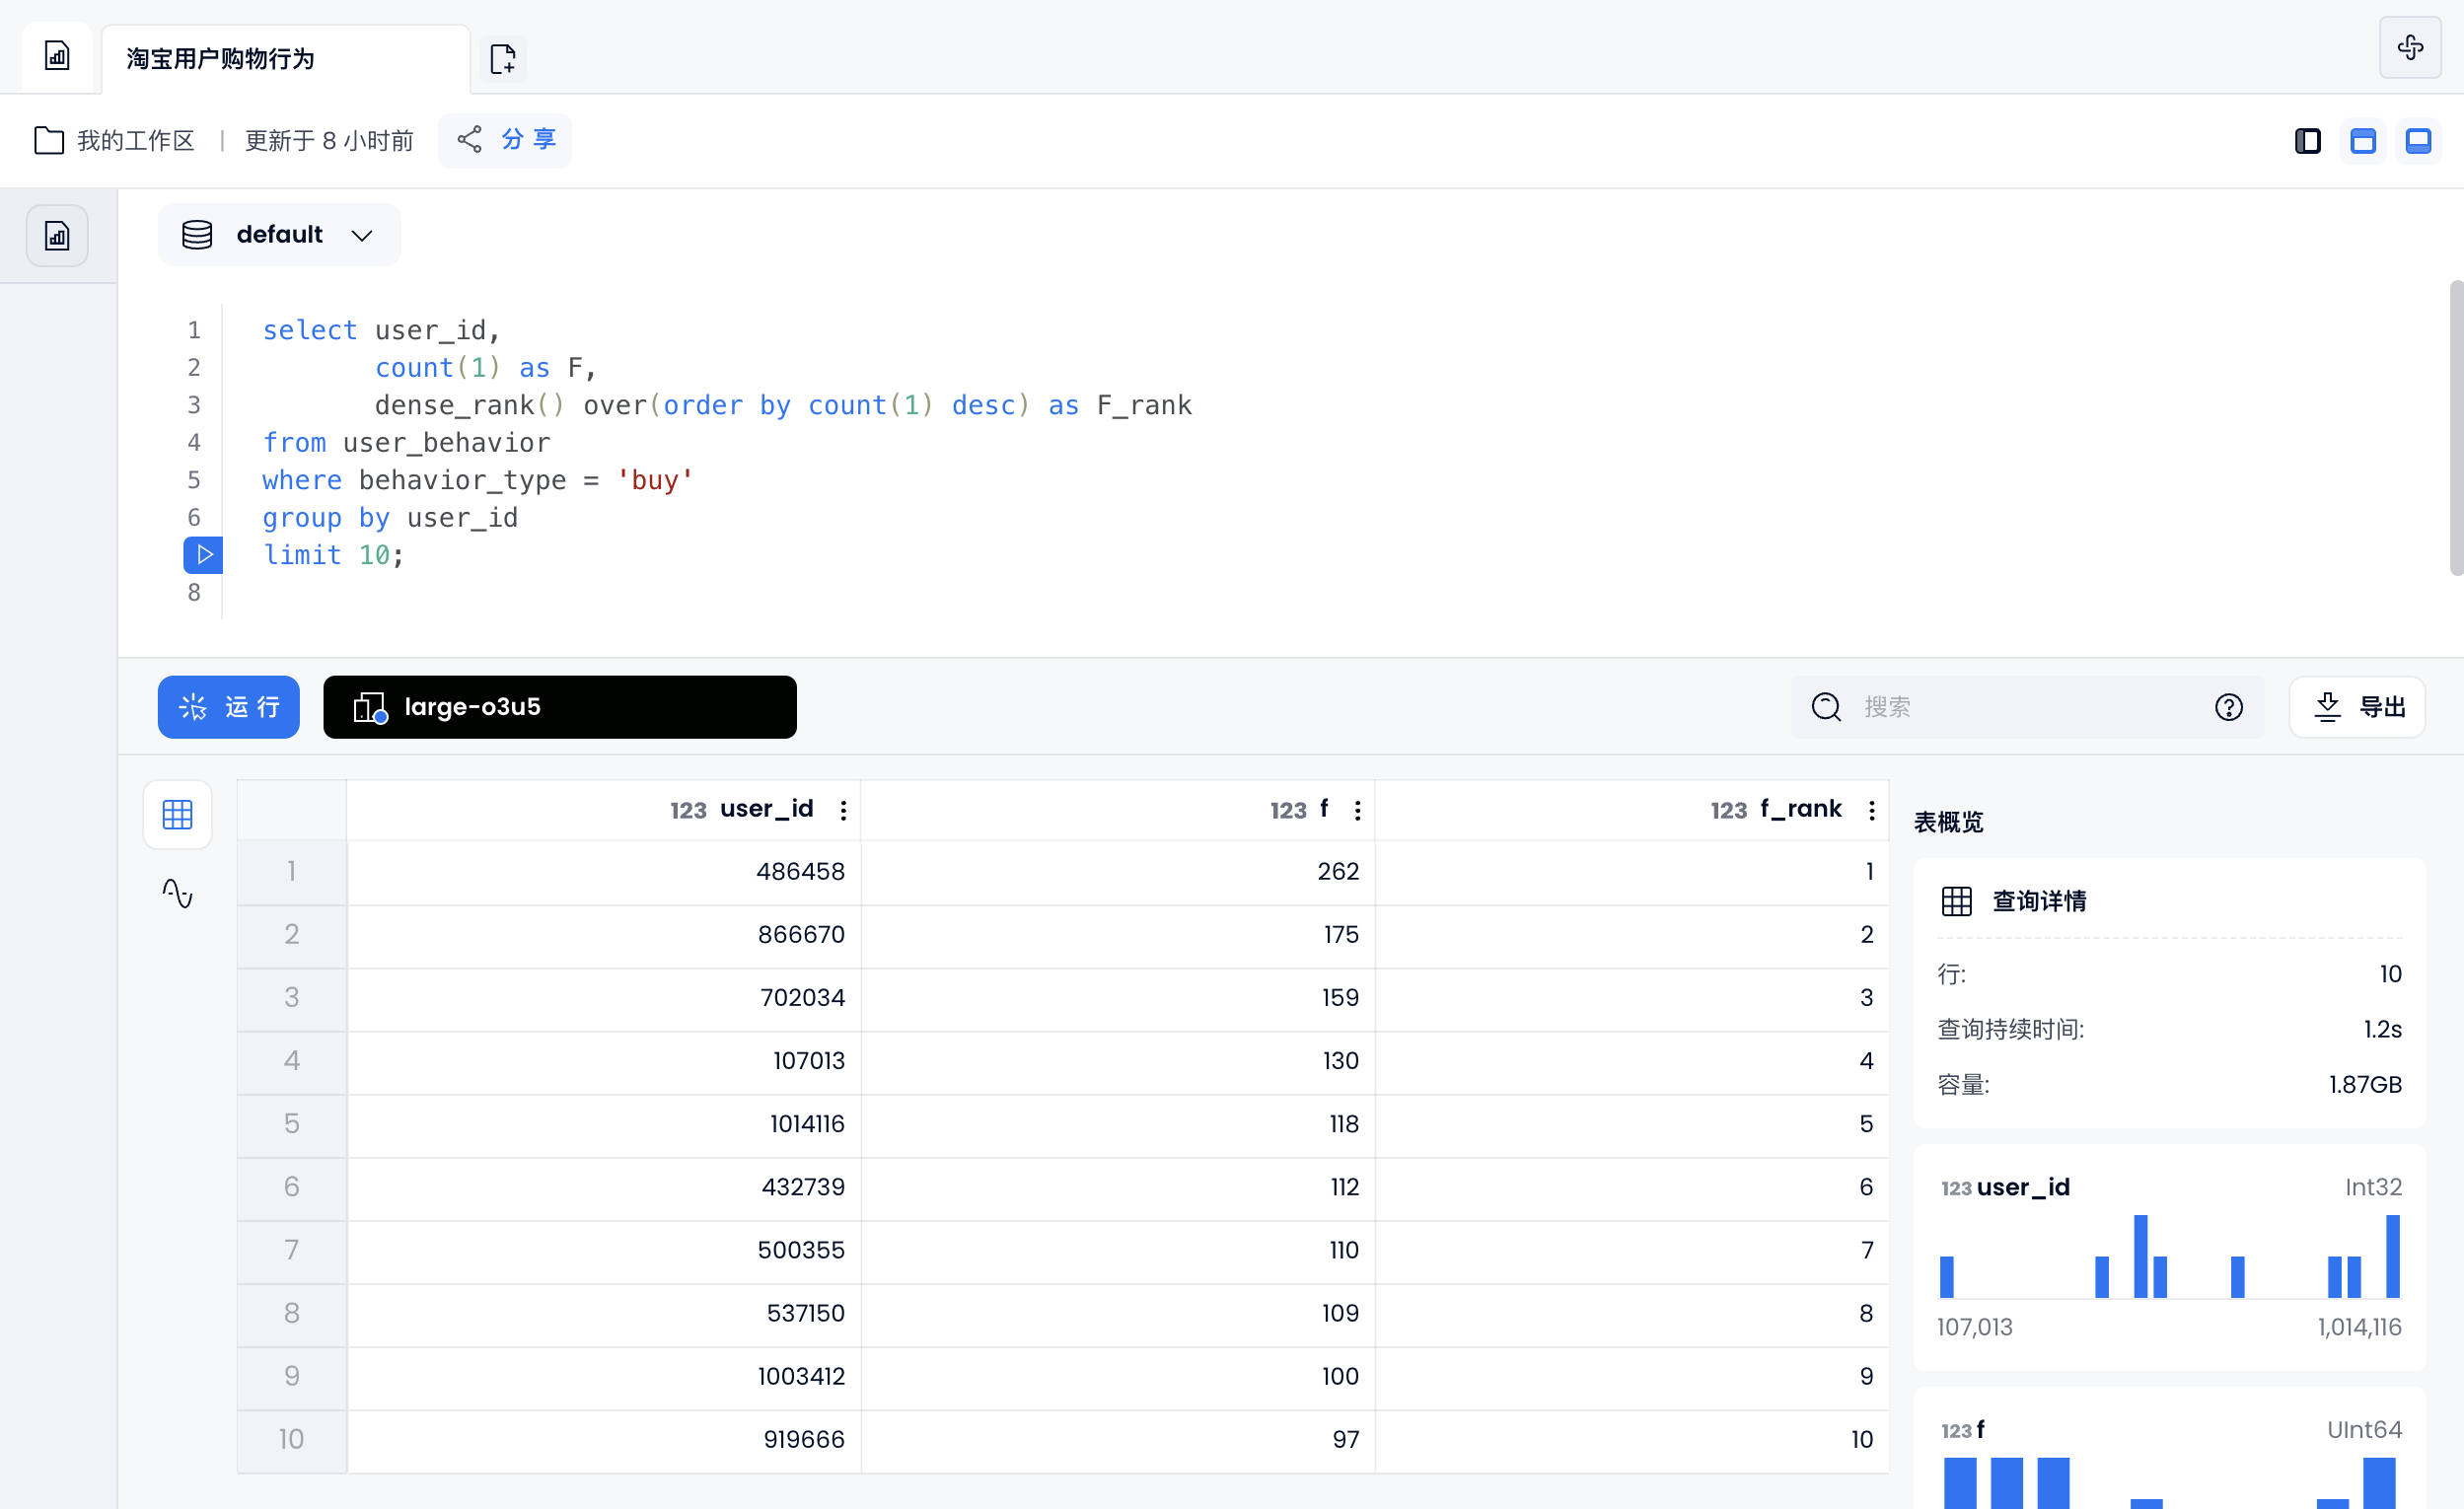 淘宝用户购物行为
我的工作区 | 更新于 8 小时前 分享
default
1 select user_id,
2 count(1) as F,
3 dense_rank() over(order by count(1) desc) as F_rank
4 from user_behavior
5 where behavior_type = 'buy'
6 group by user_id
limit 10;
8
运行 large-o3u5 搜索 导出
123 user_id 123 f 123 f_rank
1 486458 262 1
2 866670 175 2
3 702034 159 3
4 107013 130 4
5 1014116 118 5
6 432739 112 6
7 500355 110 7
8 537150 109 8
9 1003412 100 9
10 919666 97 10
表概览
查询详情
行: 10
查询持续时间: 1.2s
容量: 1.87GB
123 user_id Int32
107,013 1,014,116
123 f UInt64